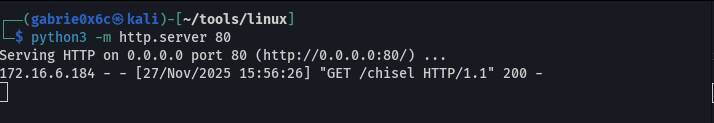 ┌──(gabrie0x6c㉿kali)-[~/tools/linux]
└─$ python3 -m http.server 80
Serving HTTP on 0.0.0.0 port 80 (http://0.0.0.0:80/) ...
172.16.6.184 - - [27/Nov/2025 15:56:26] "GET /chisel HTTP/1.1" 200 -